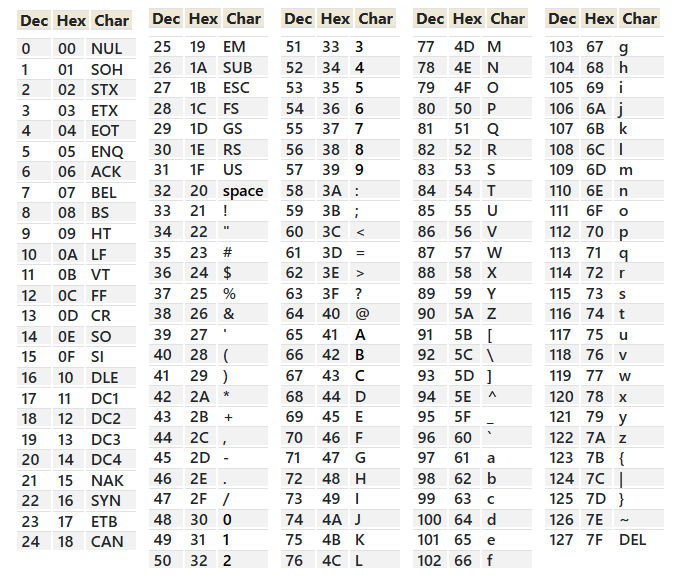 Dec Hex Char
0 00 NUL
1 01 SOH
2 02 STX
3 03 ETX
4 04 EOT
5 05 ENQ
6 06 ACK
7 07 BEL
8 08 BS
9 09 HT
10 0A LF
11 0B VT
12 0C FF
13 0D CR
14 0E SO
15 0F SI
16 10 DLE
17 11 DC1
18 12 DC2
19 13 DC3
20 14 DC4
21 15 NAK
22 16 SYN
23 17 ETB
24 18 CAN
Dec Hex Char
25 19 EM
26 1A SUB
27 1B ESC
28 1C FS
29 1D GS
30 1E RS
31 1F US
32 20 space
33 21 !
34 22 "
35 23 #
36 24 $
37 25 %
38 26 &
39 27 '
40 28 (
41 29 )
42 2A *
43 2B +
44 2C ,
45 2D -
46 2E .
47 2F /
48 30 0
49 31 1
50 32 2
Dec Hex Char
51 33 3
52 34 4
53 35 5
54 36 6
55 37 7
56 38 8
57 39 9
58 3A :
59 3B ;
60 3C <
61 3D =
62 3E >
63 3F ?
64 40 @
65 41 A
66 42 B
67 43 C
68 44 D
69 45 E
70 46 F
71 47 G
72 48 H
73 49 I
74 4A J
75 4B K
76 4C L
Dec Hex Char
77 4D M
78 4E N
79 4F O
80 50 P
81 51 Q
82 52 R
83 53 S
84 54 T
85 55 U
86 56 V
87 57 W
88 58 X
89 59 Y
90 5A Z
91 5B [
92 5C \
93 5D ]
94 5E ^
95 5F _
96 60 `
97 61 a
98 62 b
99 63 c
100 64 d
101 65 e
102 66 f
Dec Hex Char
103 67 g
104 68 h
105 69 i
106 6A j
107 6B k
108 6C l
109 6D m
110 6E n
111 6F o
112 70 p
113 71 q
114 72 r
115 73 s
116 74 t
117 75 u
118 76 v
119 77 w
120 78 x
121 79 y
122 7A z
123 7B {
124 7C |
125 7D }
126 7E ~
127 7F DEL